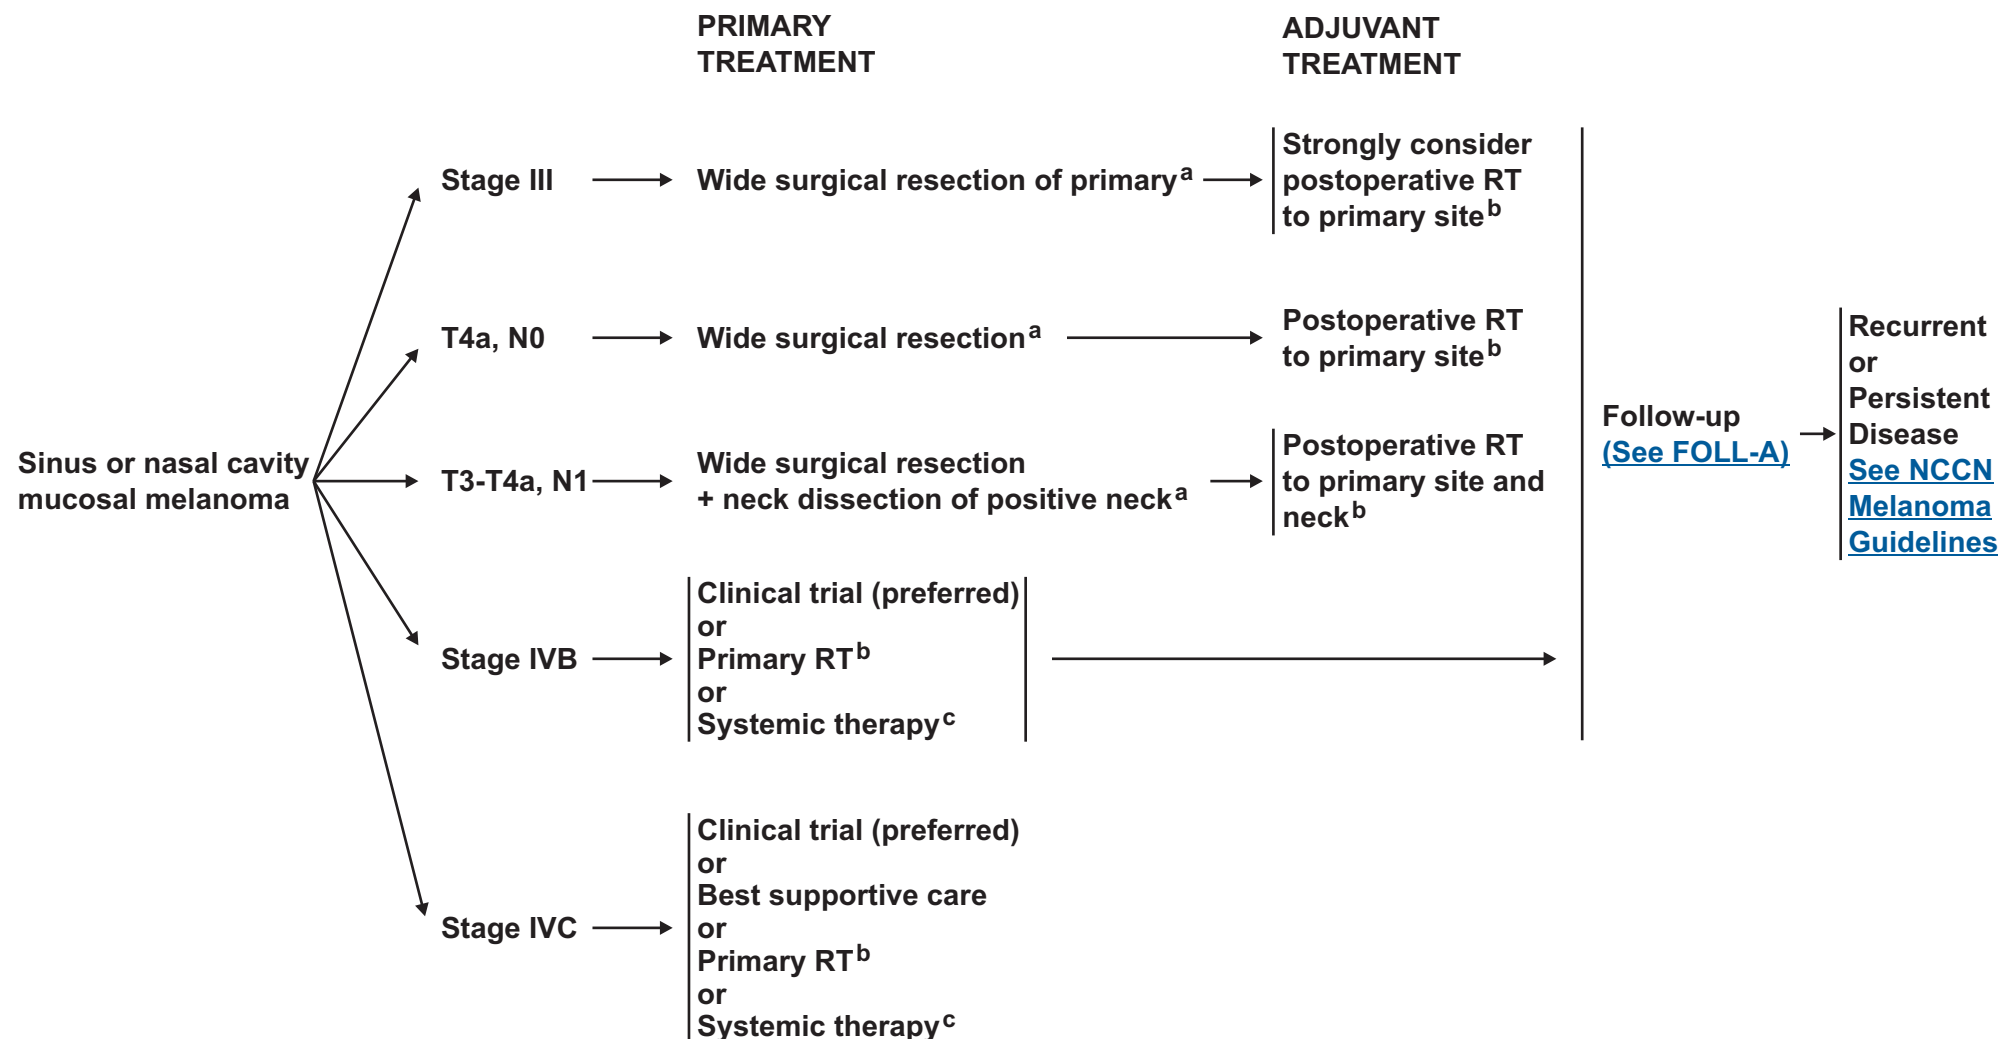 PRIMARY
TREATMENT
ADJUVANT
TREATMENT
Sinus or nasal cavity
mucosal melanoma
Stage III
Wide surgical resection of primary a
Strongly consider
postoperative RT
to primary site b
T4a, N0
Wide surgical resection a
Postoperative RT
to primary site b
T3-T4a, N1
Wide surgical resection
+ neck dissection of positive neck a
Postoperative RT
to primary site and
neck b
Stage IVB
Clinical trial (preferred)
or
Primary RT b
or
Systemic therapy c
Stage IVC
Clinical trial (preferred)
or
Best supportive care
or
Primary RT b
or
Systemic therapy c
Follow-up
(See FOLL-A)
Recurrent
or
Persistent
Disease
See NCCN
Melanoma
Guidelines